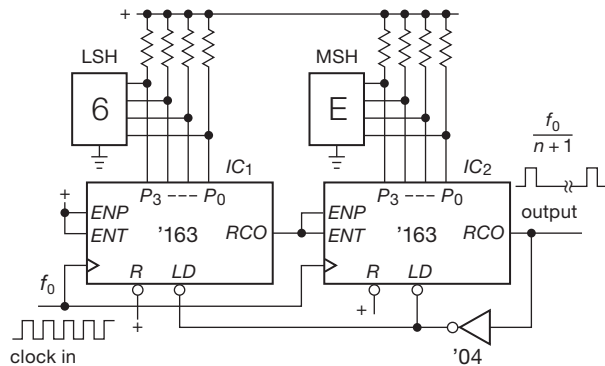 +
LSH
MSH
6
E
IC1
IC2
f0
n + 1
+
P3 --- P0
P3 --- P0
ENP
ENT
'163
RCO
ENP
ENT
'163
RCO
output
f0
R
LD
R
LD
+
+
clock in
'04